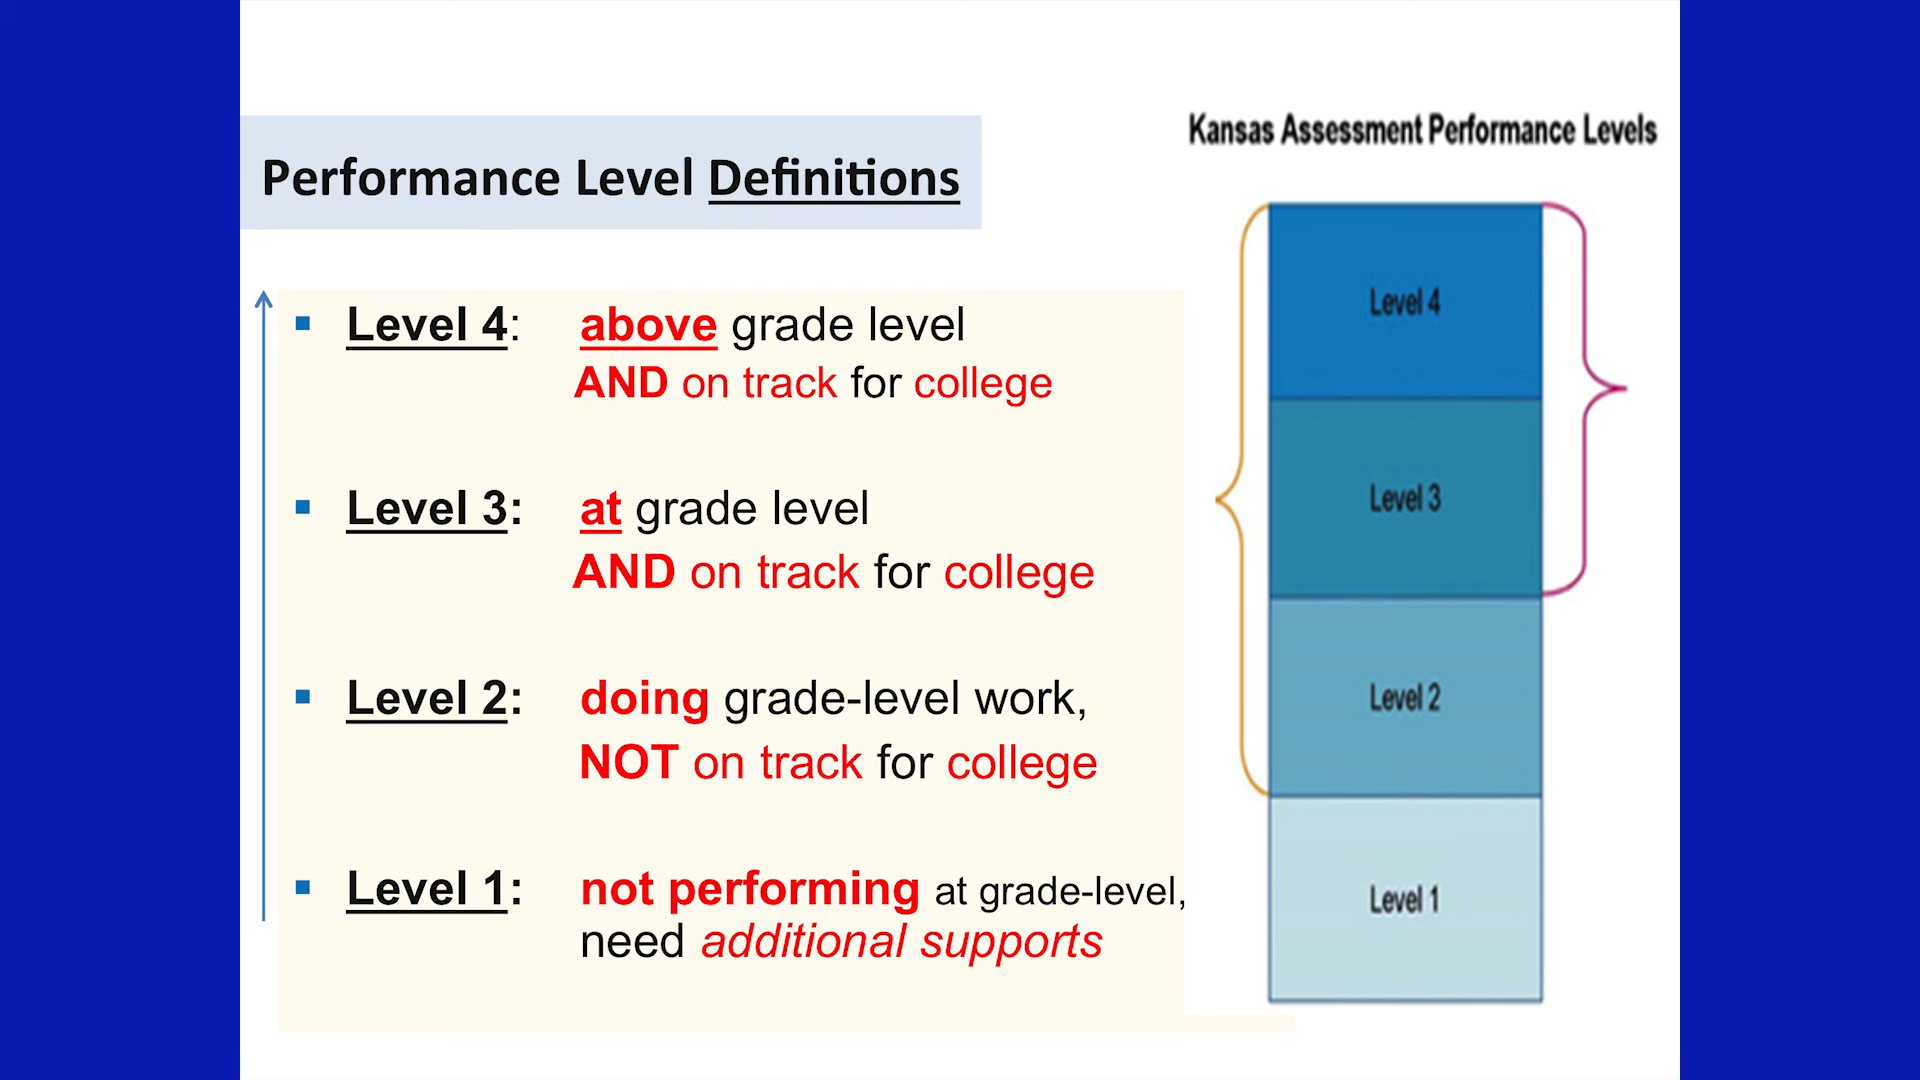 Kansas Assessment Performance Levels
Performance Level Definitions
▪ Level 4: above grade level
AND on track for college
▪ Level 3: at grade level
AND on track for college
▪ Level 2: doing grade-level work,
NOT on track for college
▪ Level 1: not performing at grade-level,
need additional supports
Level 4
Level 3
Level 2
Level 1